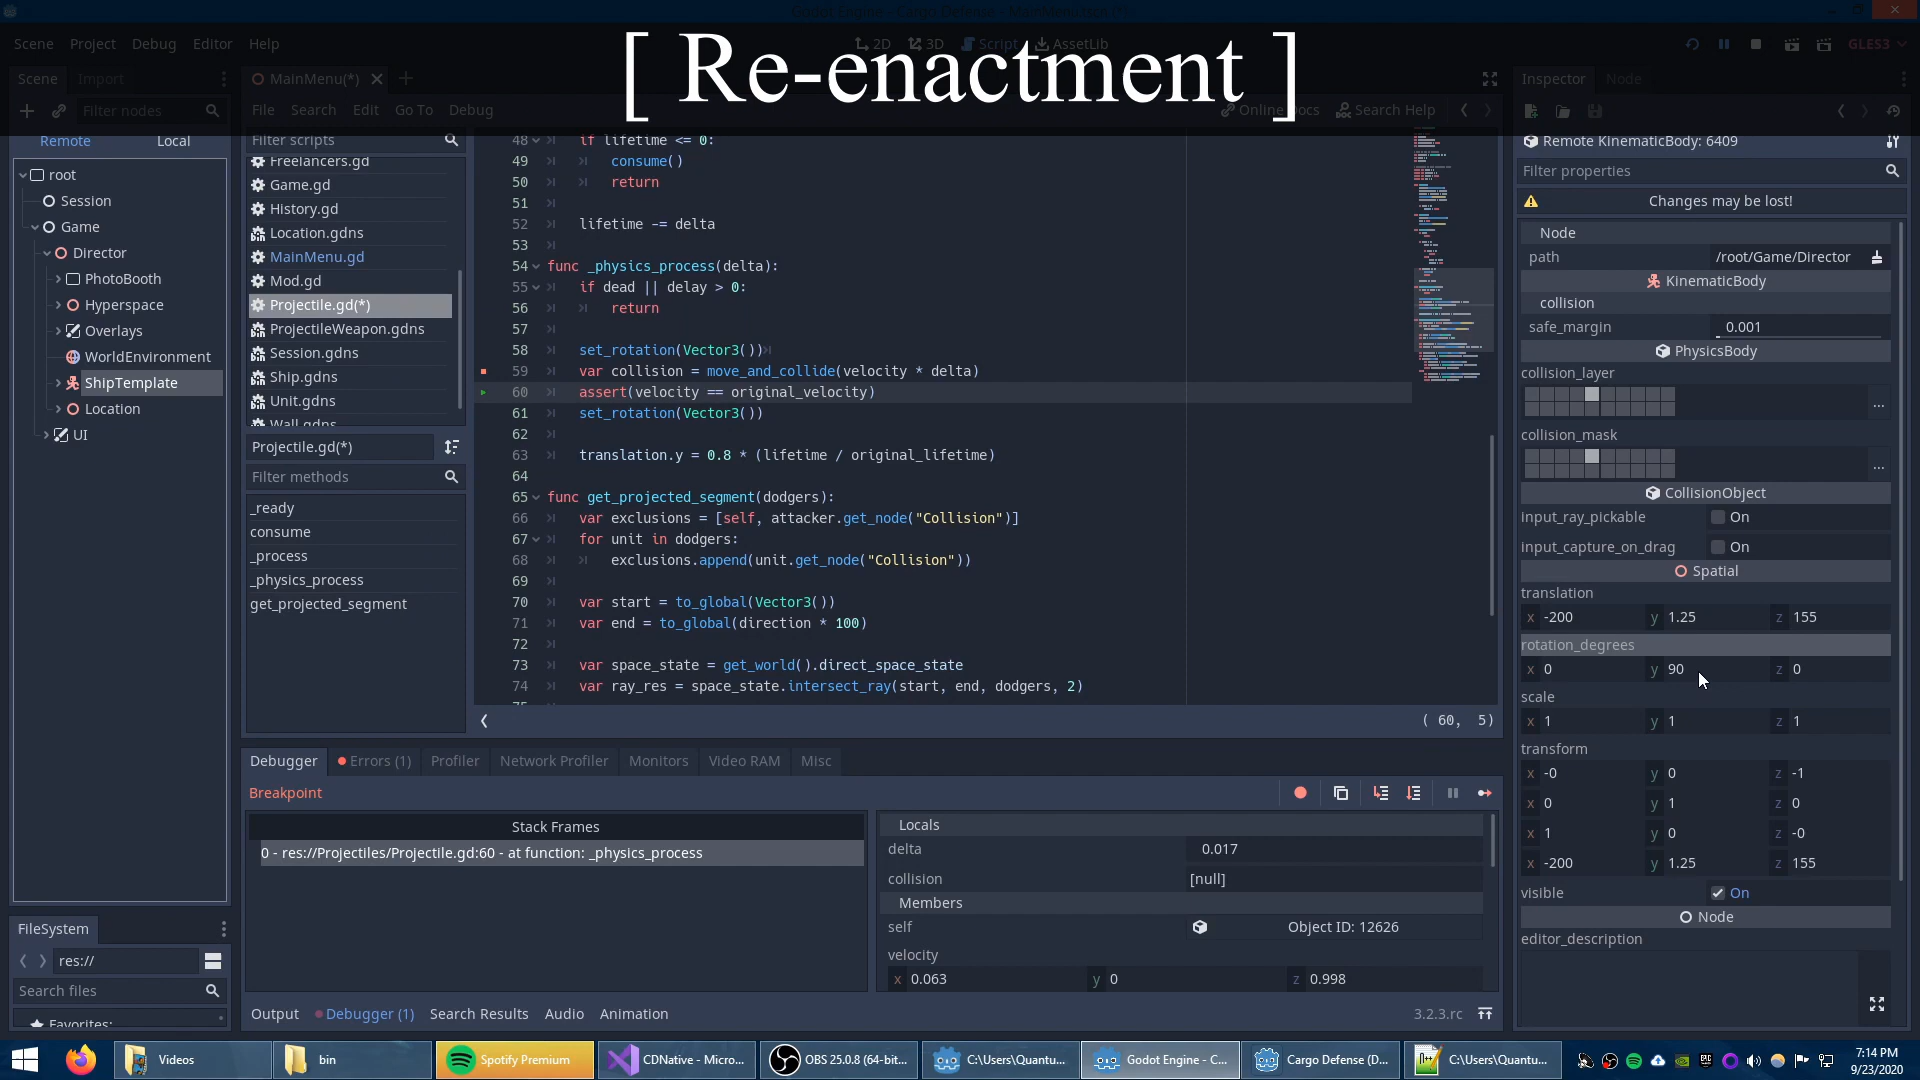 Godot Engine - Cargo Defense - MainMenu.tscn (*)
[ Re-enactment ]
Scene Project Debug Editor Help
2D 3D Script AssetLib
GLES3
Scene Import
MainMenu(*)
Inspector Node
Filter nodes
File Search Edit Go To Debug
Online Docs Search Help
Remote Local
Filter scripts
Remote KinematicBody: 6409
Filter properties
Changes may be lost!
root
Session
Game
Director
PhotoBooth
Hyperspace
Overlays
WorldEnvironment
ShipTemplate
Location
UI
Freelancers.gd
Game.gd
History.gd
Location.gdns
MainMenu.gd
Mod.gd
Projectile.gd(*)
ProjectileWeapon.gdns
Session.gdns
Ship.gdns
Unit.gdns
Wall.gdns
Projectile.gd(*)
Filter methods
_ready
consume
_process
_physics_process
get_projected_segment
48 if lifetime <= 0:
49 consume()
50 return
51
52 lifetime -= delta
53
54 func _physics_process(delta):
55 if dead || delay > 0:
56 return
57
58 set_rotation(Vector3())
59 var collision = move_and_collide(velocity * delta)
60 assert(velocity == original_velocity)
61 set_rotation(Vector3())
62
63 translation.y = 0.8 * (lifetime / original_lifetime)
64
65 func get_projected_segment(dodgers):
66 var exclusions = [self, attacker.get_node("Collision")]
67 for unit in dodgers:
68 exclusions.append(unit.get_node("Collision"))
69
70 var start = to_global(Vector3())
71 var end = to_global(direction * 100)
72
73 var space_state = get_world().direct_space_state
74 var ray_res = space_state.intersect_ray(start, end, dodgers, 2)
( 60, 5)
Node
path /root/Game/Director
KinematicBody
collision
safe_margin 0.001
PhysicsBody
collision_layer
...
collision_mask
...
CollisionObject
input_ray_pickable On
input_capture_on_drag On
Spatial
translation
x -200 y 1.25 z 155
rotation_degrees
x 0 y 90 z 0
scale
x 1 y 1 z 1
transform
x -0 y 0 z -1
x 0 y 1 z 0
x 1 y 0 z -0
x -200 y 1.25 z 155
visible On
Node
editor_description
Debugger Errors (1) Profiler Network Profiler Monitors Video RAM Misc
Breakpoint
Stack Frames
0 - res://Projectiles/Projectile.gd:60 - at function: _physics_process
Locals
delta 0.017
collision [null]
Members
self Object ID: 12626
velocity
x 0.063 y 0 z 0.998
Output Debugger (1) Search Results Audio Animation
3.2.3.rc
FileSystem
res://
Search files
Favorites:
Videos
bin
Spotify Premium
CDNative - Micro...
OBS 25.0.8 (64-bit...
C:\Users\Quantu...
Godot Engine - C...
Cargo Defense (D...
C:\Users\Quantu...
7:14 PM
9/23/2020